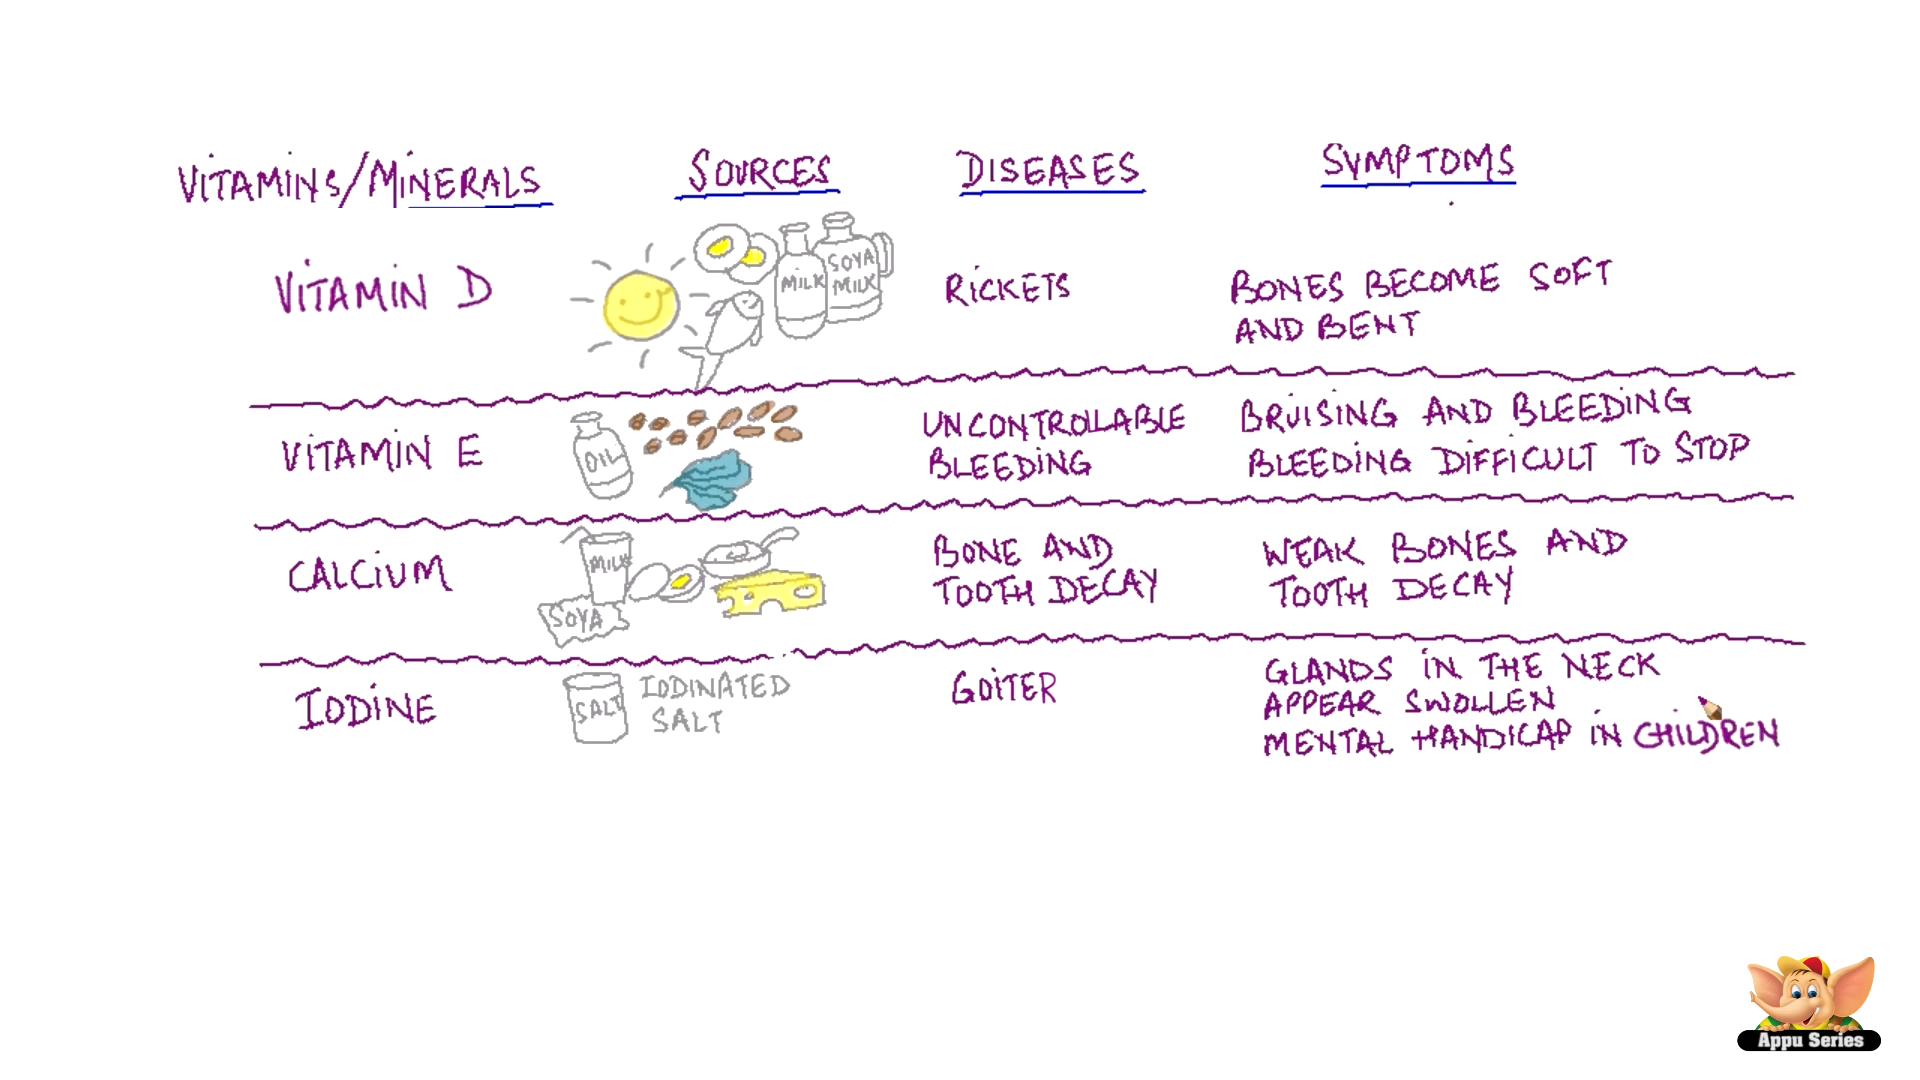 VITAMINS/MINERALS SOURCES DISEASES SYMPTOMS
VITAMIN D
MILK
SOYA
MILK
RICKETS
BONES BECOME SOFT
AND BENT
VITAMIN E
OIL
UNCONTROLLABLE
BLEEDING
BRUISING AND BLEEDING
BLEEDING DIFFICULT TO STOP
CALCIUM
MILK
SOYA
BONE AND
TOOTH DECAY
WEAK BONES AND
TOOTH DECAY
IODINE
SALT
IODINATED
SALT
GOITER
GLANDS IN THE NECK
APPEAR SWOLLEN
MENTAL HANDICAP IN CHILDREN
Appu Series